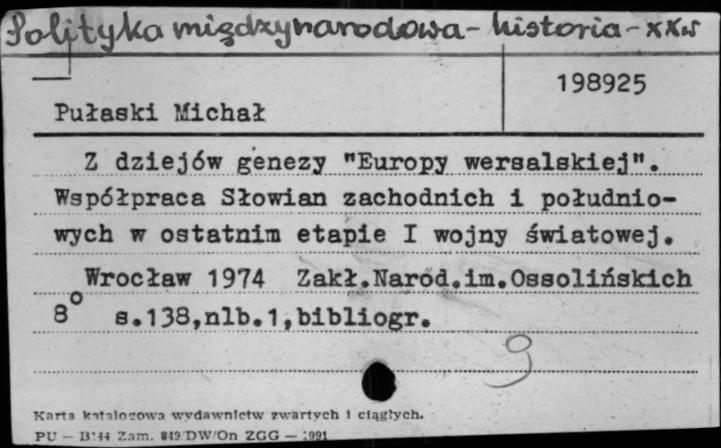 Polityka międzynarodowa - historia - XXw
198925
Pułaski Michał
Z dziejów genezy "Europy wersalskiej".
Współpraca Słowian zachodnich i południo-
wych w ostatnim etapie I wojny światowej.
Wrocław 1974 Zakł.Narod.im.Ossolińskich
8° s.138,nlb.1,bibliogr.
9
Karta katalogowa wydawnictw zwartych i ciągłych.
PU — Zam. 849 DW/On ZGG — 1991